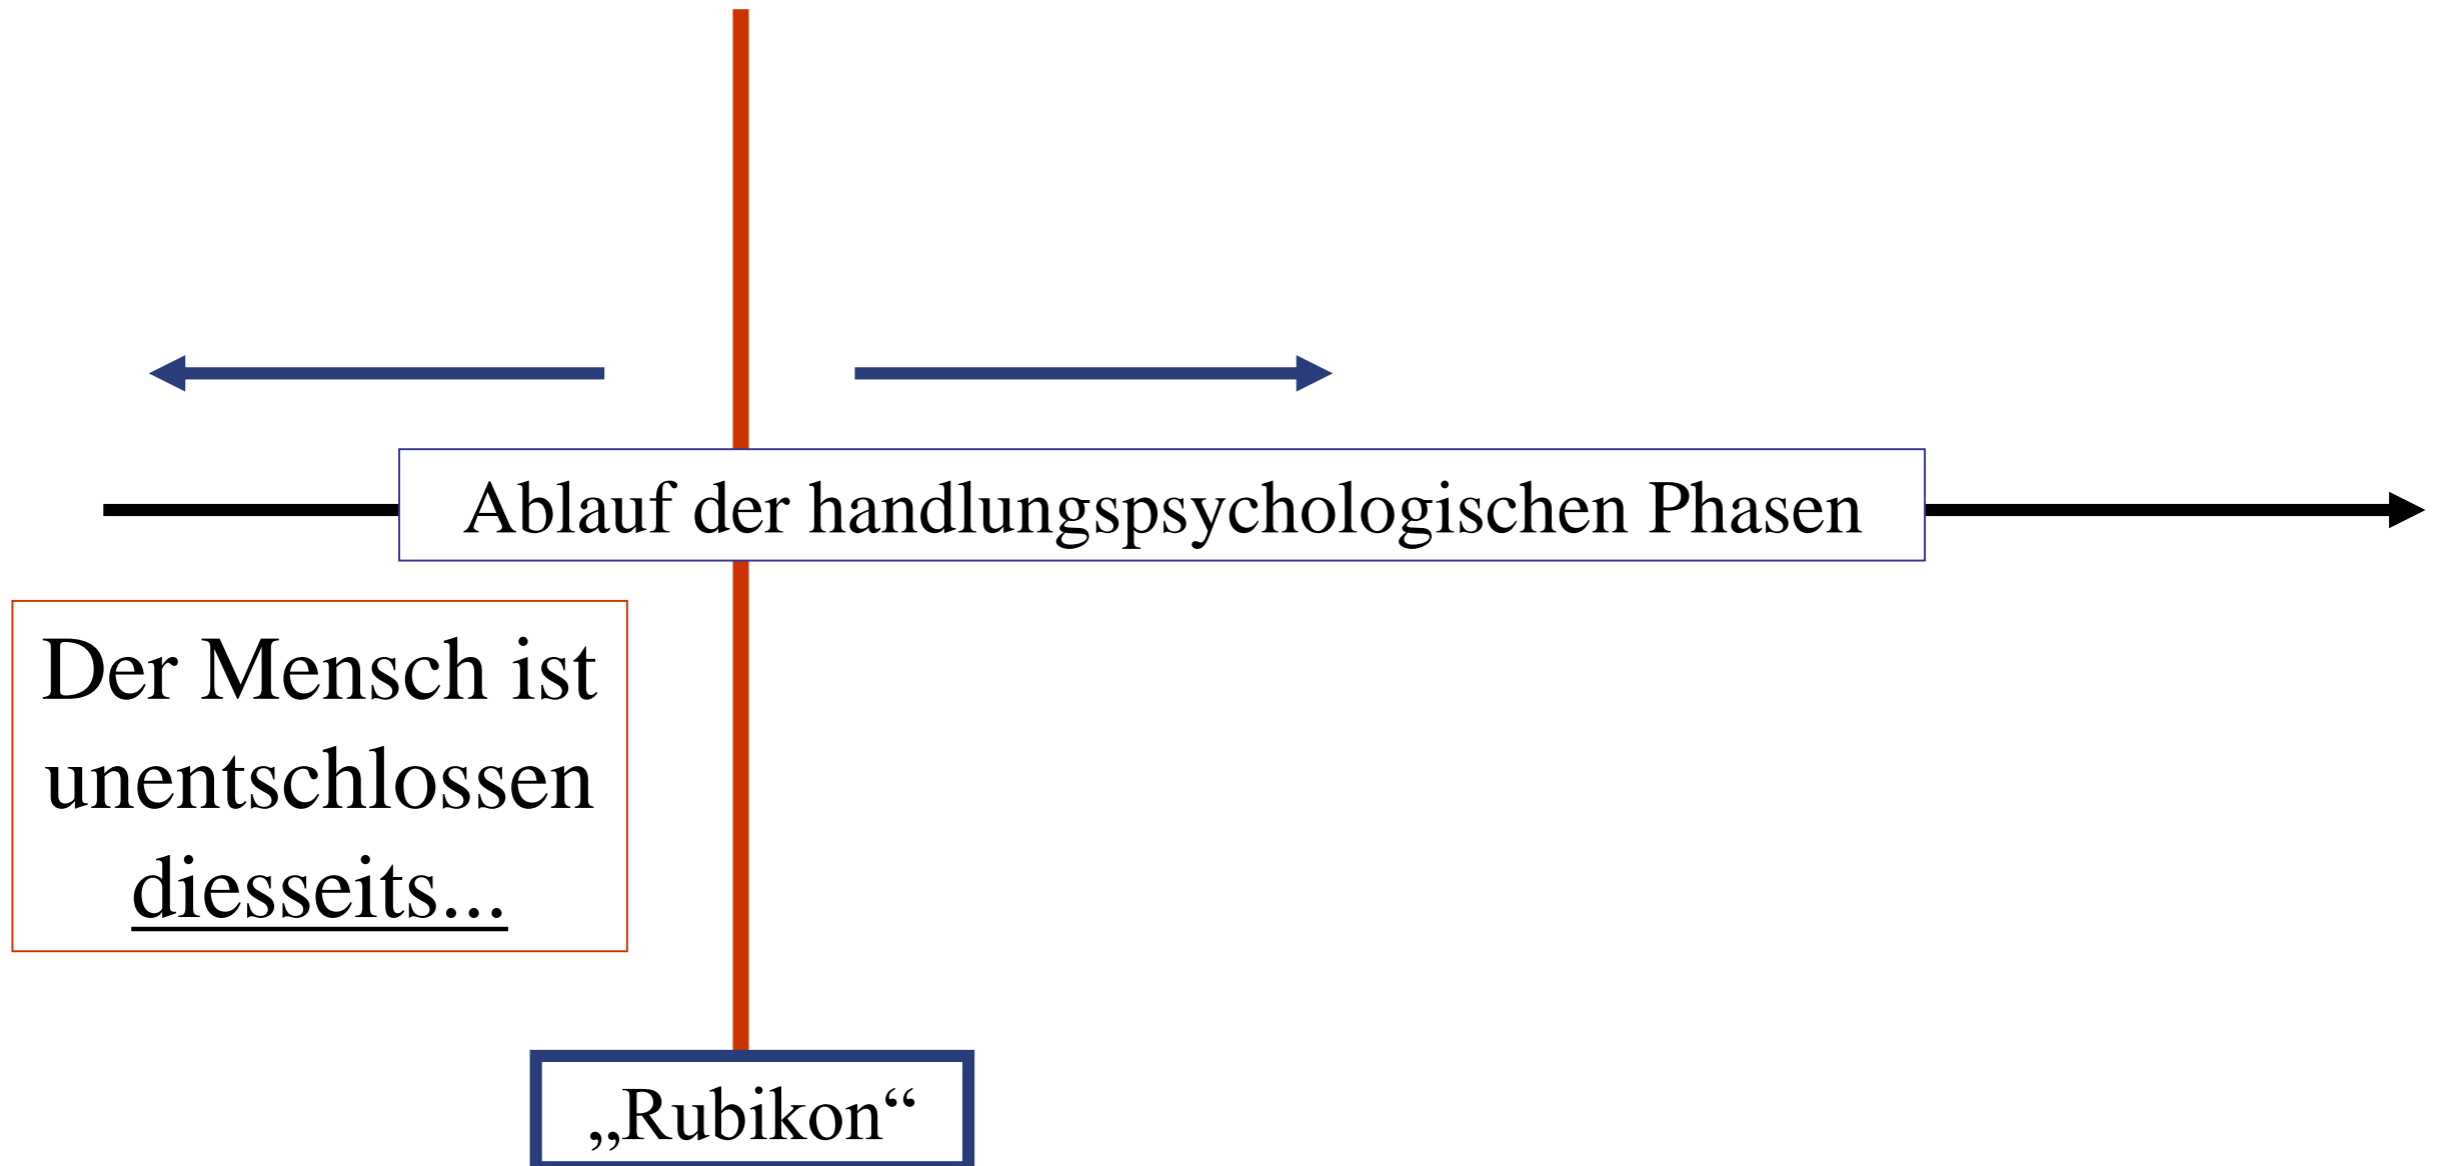 Ablauf der handlungspsychologischen Phasen
Der Mensch ist
unentschlossen
diesseits...
„Rubikon“